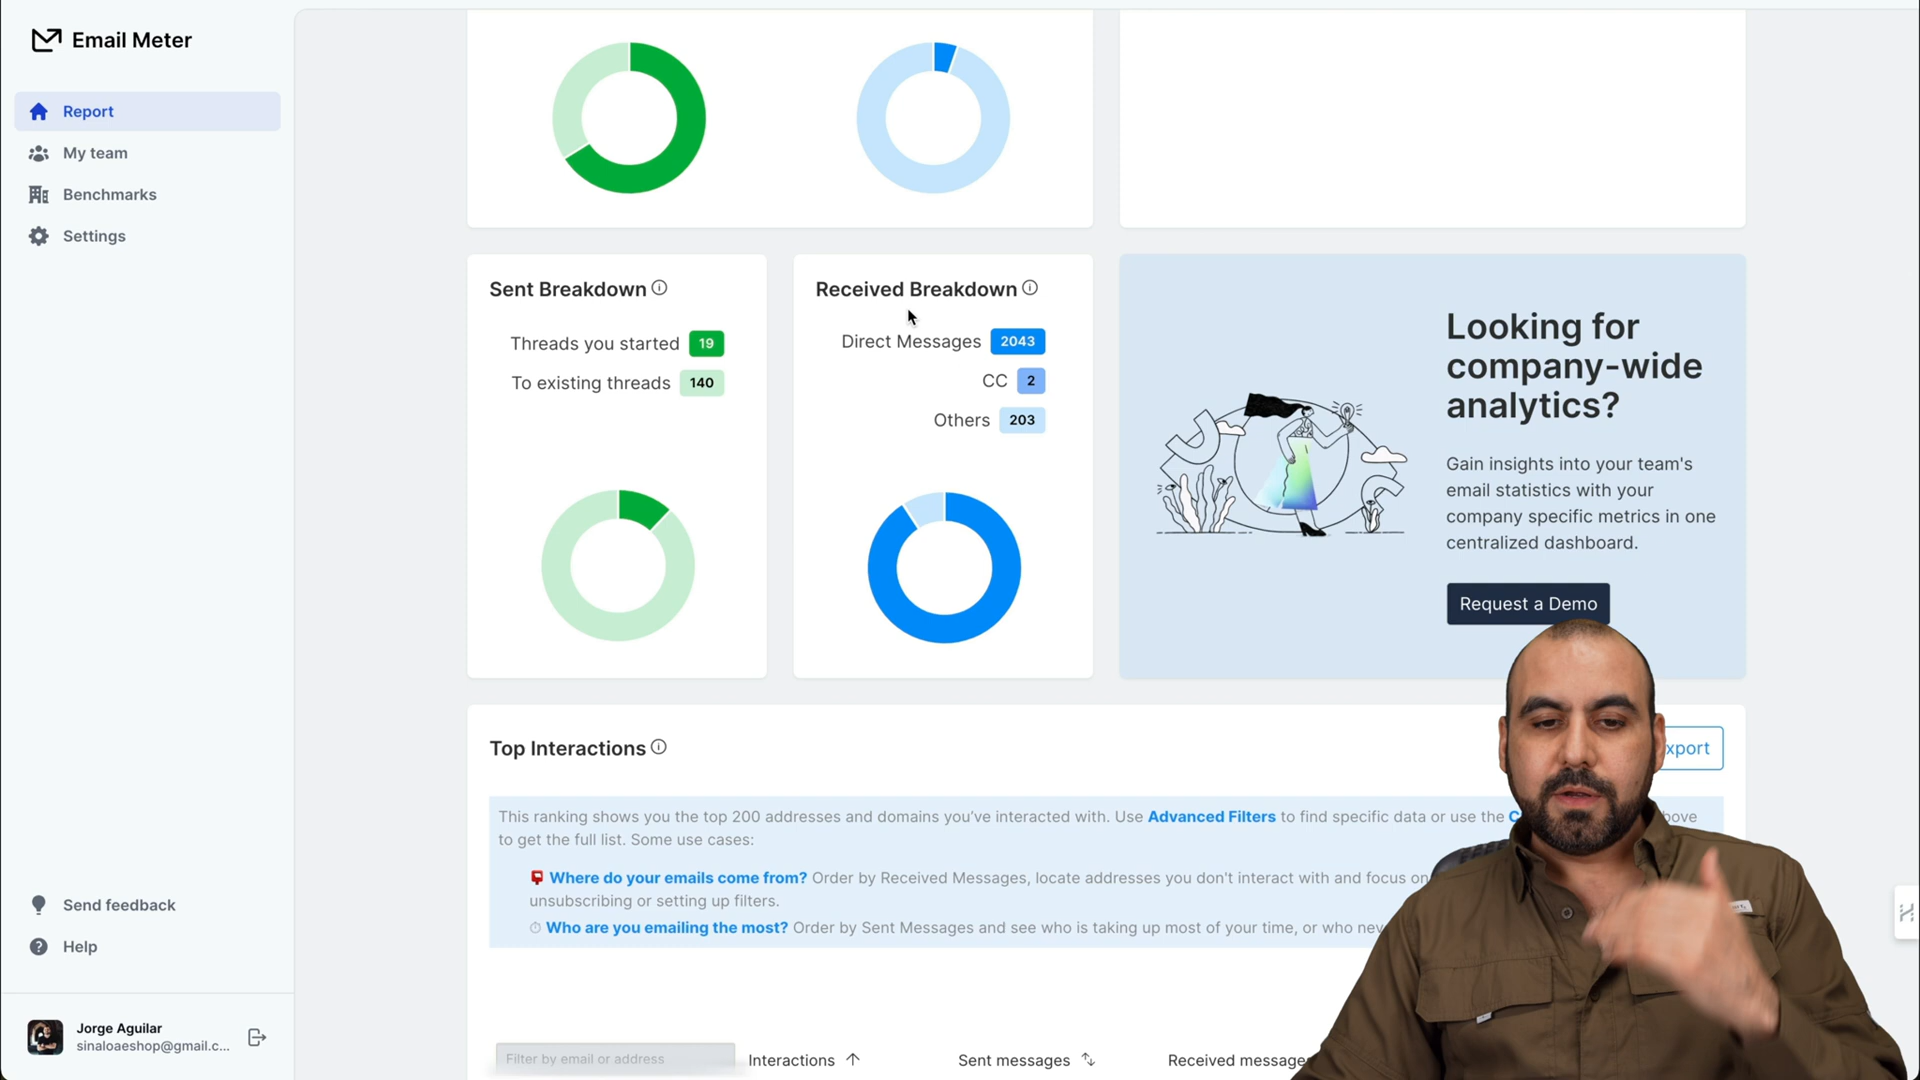 Email Meter
Report
My team
Benchmarks
Settings
Sent Breakdown
Threads you started 19
To existing threads 140
Received Breakdown
Direct Messages 2043
CC 2
Others 203
Looking for
company-wide
analytics?
Gain insights into your team's
email statistics with your
company specific metrics in one
centralized dashboard.
Request a Demo
Top Interactions
xport
This ranking shows you the top 200 addresses and domains you've interacted with. Use Advanced Filters to find specific data or use the C
to get the full list. Some use cases:
Where do your emails come from? Order by Received Messages, locate addresses you don't interact with and focus on
unsubscribing or setting up filters.
Who are you emailing the most? Order by Sent Messages and see who is taking up most of your time, or who nev
Filter by email or address
Interactions
Sent messages
Received messages
Send feedback
Help
Jorge Aguilar
sinaloaeshop@gmail.c...